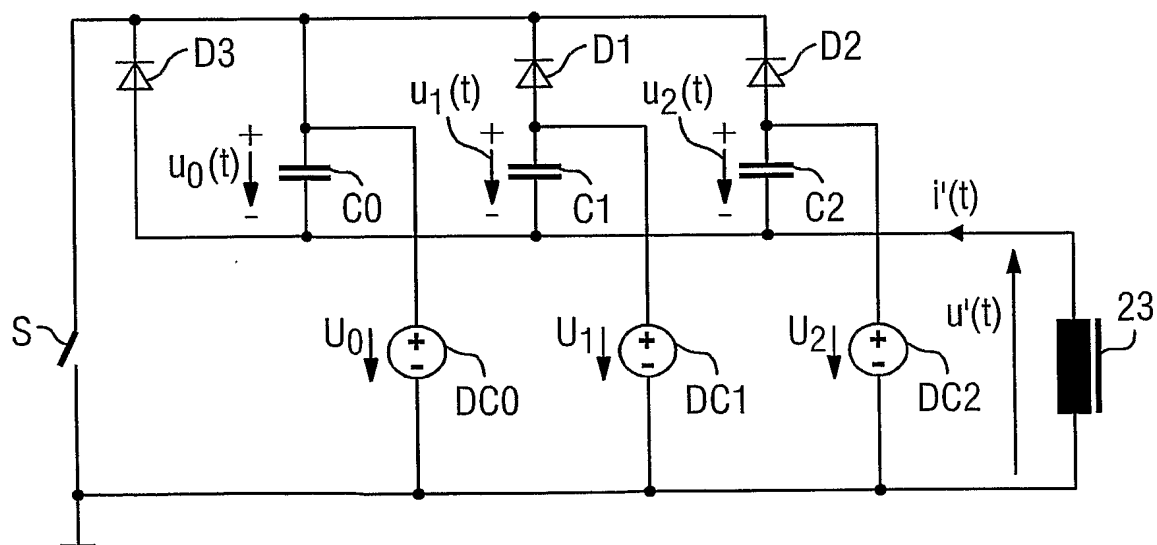 D3
D1
D2
u₁(t)
u₂(t)
+
+
+
u₀(t)
-
-
-
C0
C1
C2
i'(t)
S
U₀
+
-
DC0
U₁
+
-
DC1
U₂
+
-
DC2
u'(t)
23